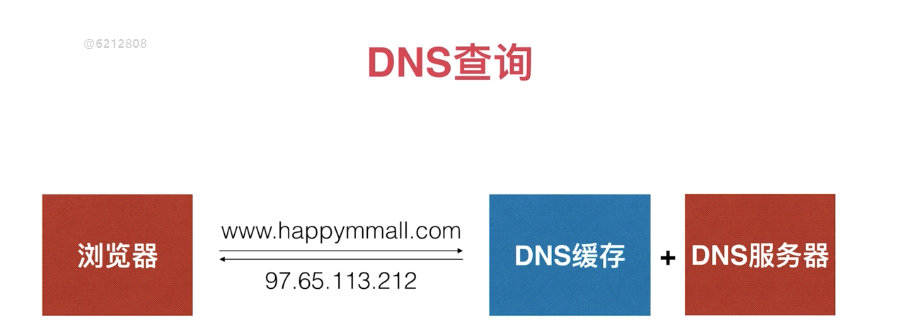 @6212808
DNS查询
浏览器
www.happymmall.com
97.65.113.212
DNS缓存
+
DNS服务器